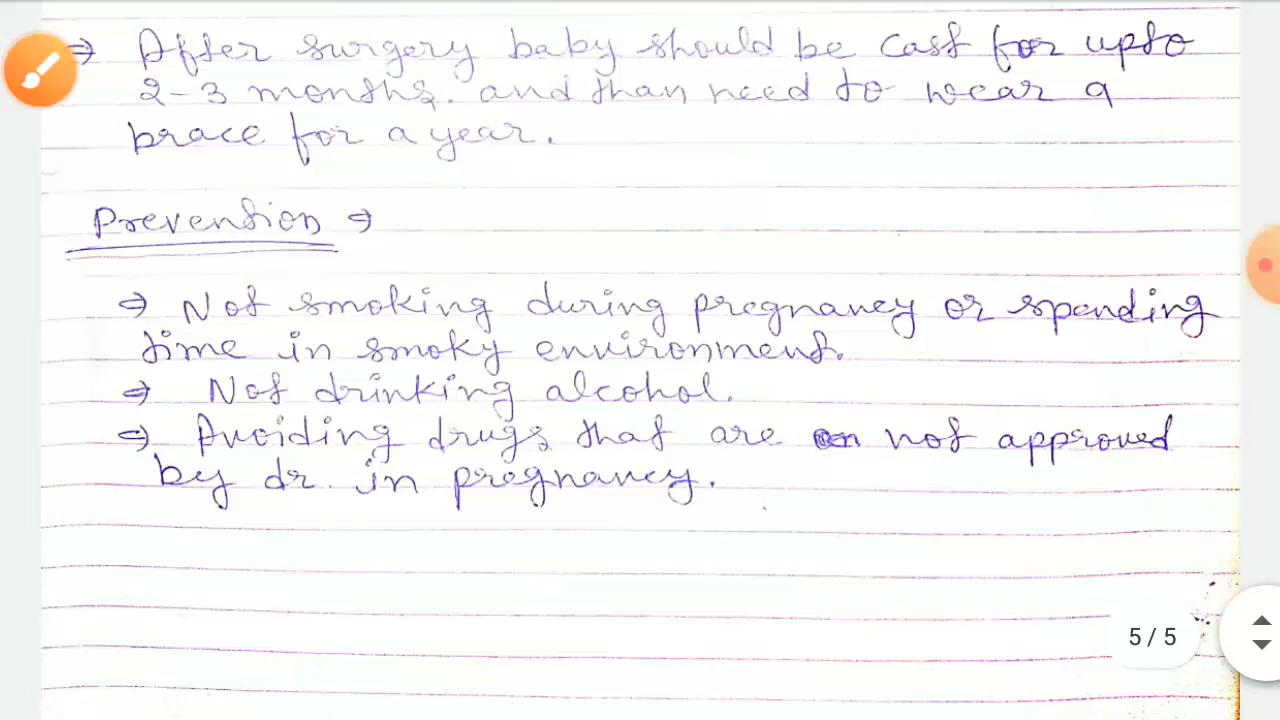 ⇒ After surgery baby should be cast for upto
2-3 months. and than need to wear a
brace for a year.
Prevention ⇒
⇒ Not smoking during pregnancy or spending
time in smoky environment.
⇒ Not drinking alcohol.
⇒ Avoiding drugs that are not approved
by dr. in pregnancy.
5 / 5